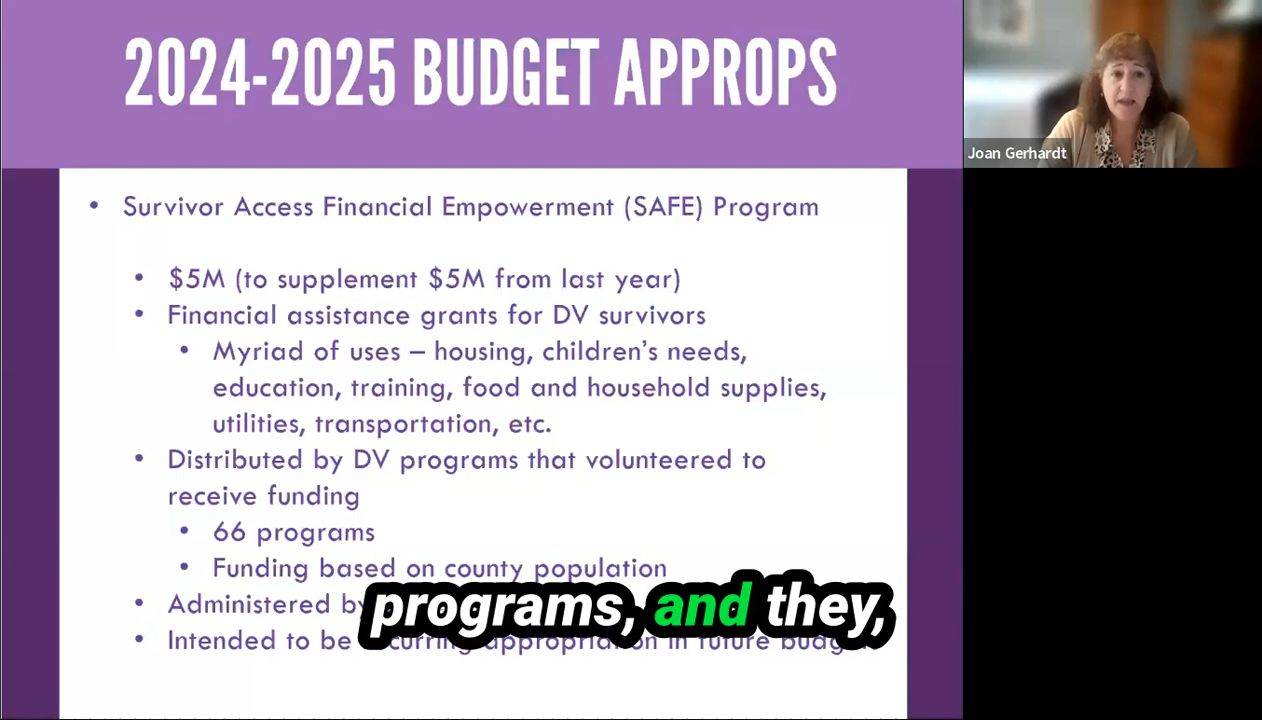 2024-2025 BUDGET APPROPS
Joan Gerhardt
• Survivor Access Financial Empowerment (SAFE) Program
• $5M (to supplement $5M from last year)
• Financial assistance grants for DV survivors
• Myriad of uses – housing, children's needs,
education, training, food and household supplies,
utilities, transportation, etc.
• Distributed by DV programs that volunteered to
receive funding
• 66 programs
• Funding based on county population
• Administered by
programs, and they,
• Intended to be appropriation in future